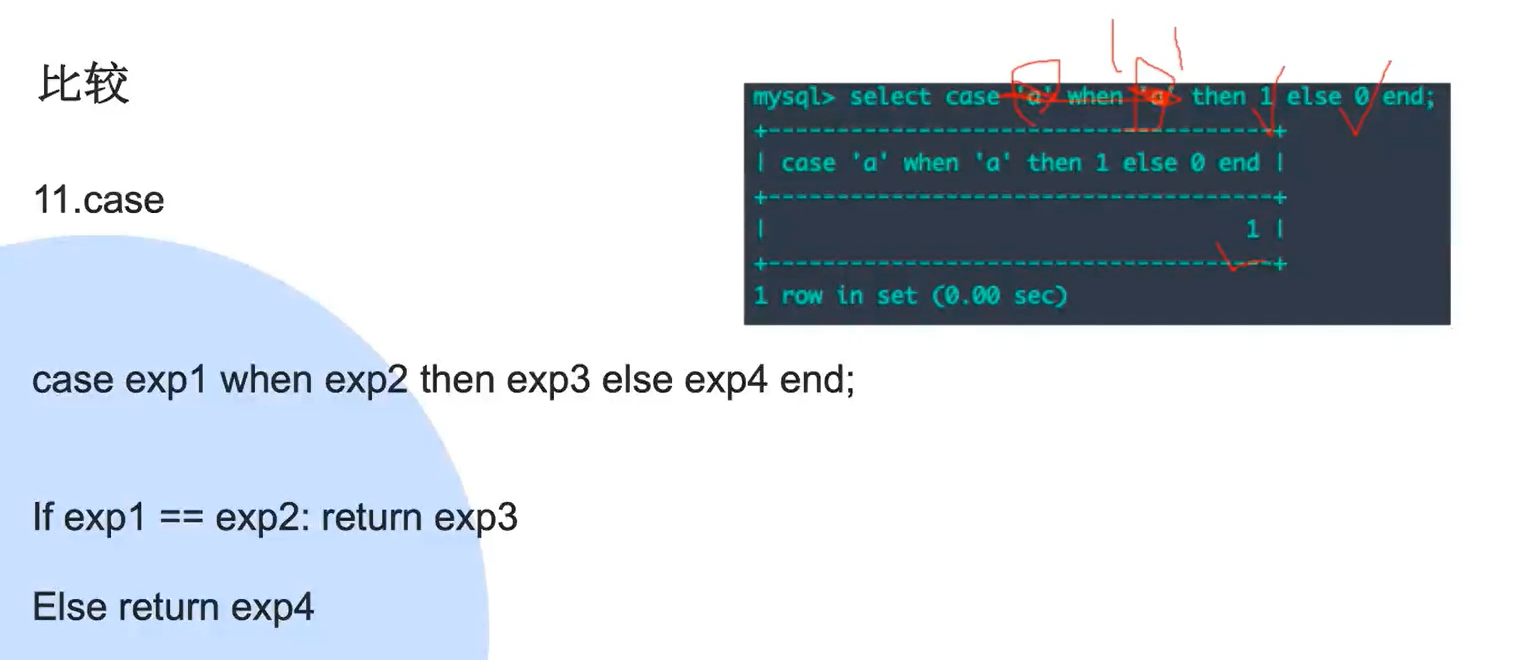 比较
11.case
mysql> select case 'a' when 'a' then 1 else 0 end;
+---------------------------------------+
| case 'a' when 'a' then 1 else 0 end |
+---------------------------------------+
| 1 |
+---------------------------------------+
1 row in set (0.00 sec)
case exp1 when exp2 then exp3 else exp4 end;
If exp1 == exp2: return exp3
Else return exp4